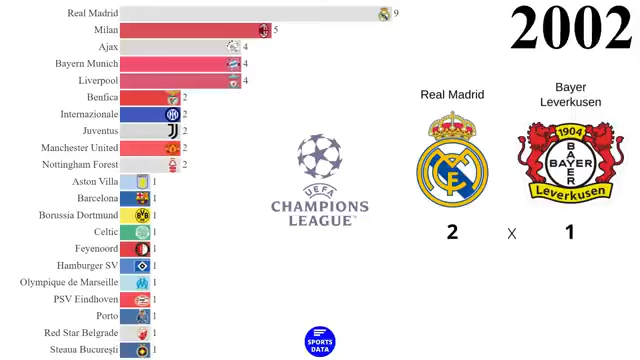 Real Madrid 9
Milan 5
Ajax 4
Bayern Munich 4
Liverpool 4
Benfica 2
Internazionale 2
Juventus 2
Manchester United 2
Nottingham Forest 2
Aston Villa 1
Barcelona 1
Borussia Dortmund 1
Celtic 1
Feyenoord 1
Hamburger SV 1
Olympique de Marseille 1
PSV Eindhoven 1
Porto 1
Red Star Belgrade 1
Steaua București 1
UEFA
CHAMPIONS
LEAGUE
SPORTS
DATA
2002
Real Madrid
Bayer
Leverkusen
1904
BAYER
BAYER
Leverkusen
2 X 1